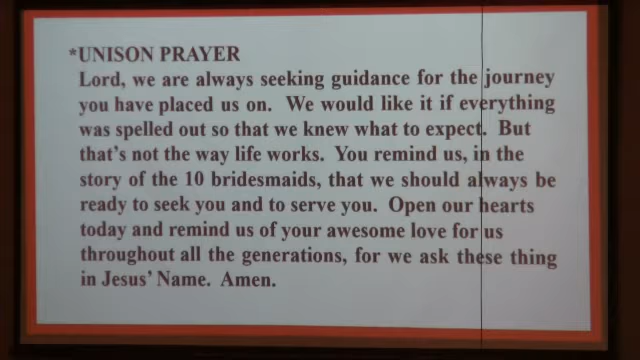 *UNISON PRAYER
Lord, we are always seeking guidance for the journey
you have placed us on. We would like it if everything
was spelled out so that we knew what to expect. But
that's not the way life works. You remind us, in the
story of the 10 bridesmaids, that we should always be
ready to seek you and to serve you. Open our hearts
today and remind us of your awesome love for us
throughout all the generations, for we ask these thing
in Jesus' Name. Amen.